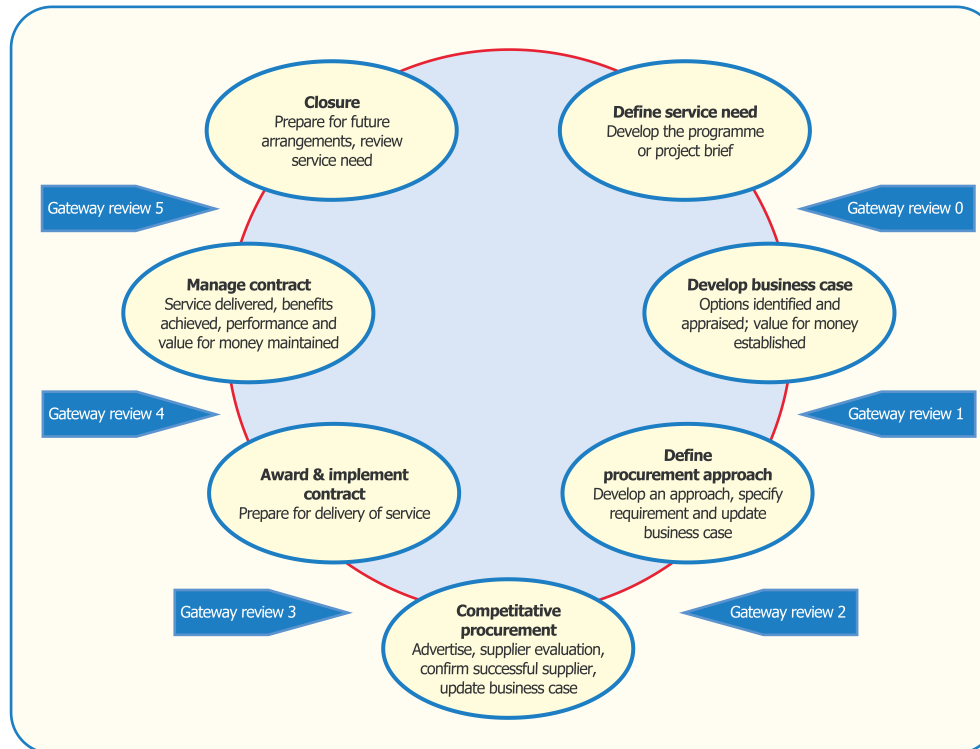 Closure
Prepare for future
arrangements, review
service need
Define service need
Develop the programme
or project brief
Gateway review 5
Gateway review 0
Manage contract
Service delivered, benefits
achieved, performance and
value for money maintained
Develop business case
Options identified and
appraised; value for money
established
Gateway review 4
Gateway review 1
Award & implement
contract
Prepare for delivery of service
Define
procurement approach
Develop an approach, specify
requirement and update
business case
Gateway review 3
Gateway review 2
Competitative
procurement
Advertise, supplier evaluation,
confirm successful supplier,
update business case